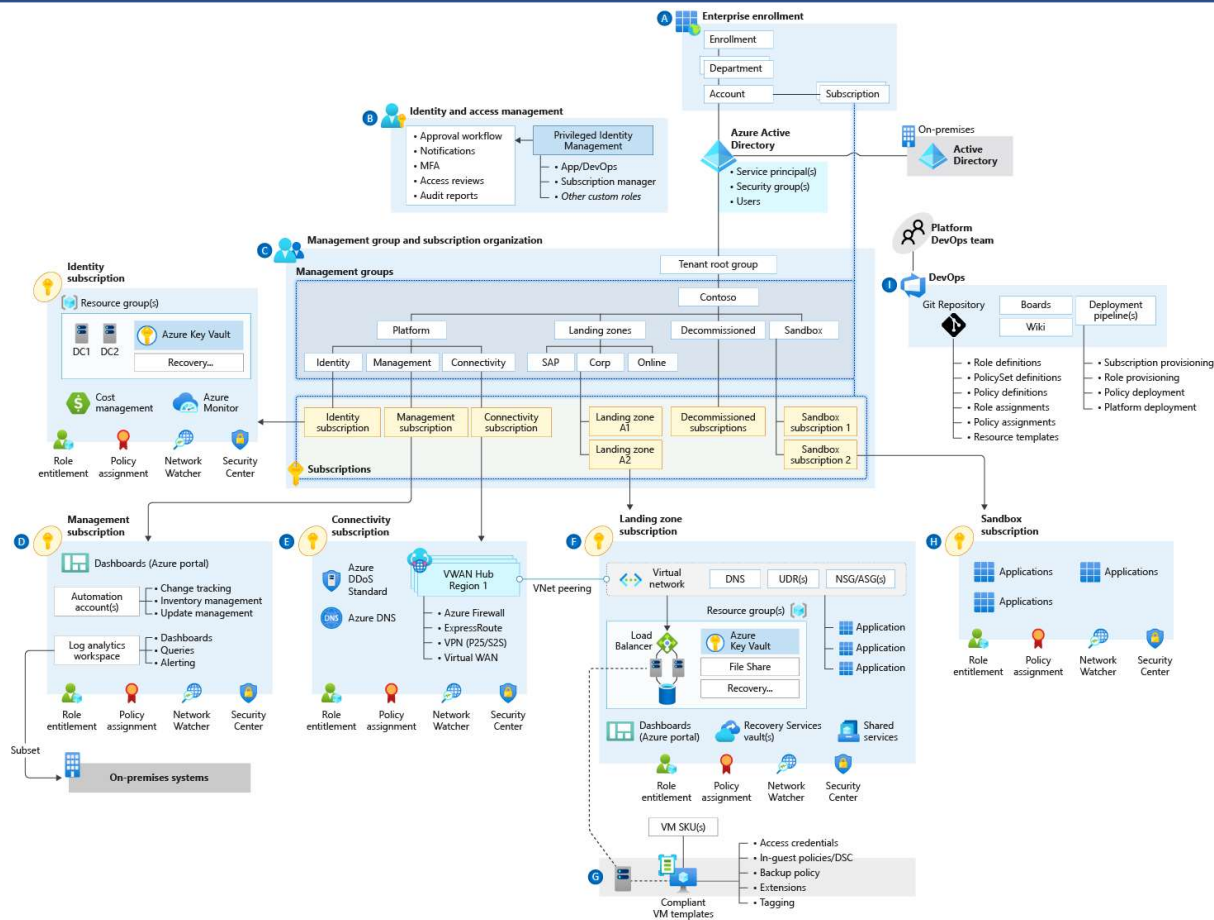 A
Enterprise enrollment
Enrollment
Department
Account
Subscription
B
Identity and access management
• Approval workflow
• Notifications
• MFA
• Access reviews
• Audit reports
Privileged Identity
Management
• App/DevOps
• Subscription manager
• Other custom roles
Azure Active
Directory
• Service principal(s)
• Security group(s)
• Users
On-premises
Active
Directory
Platform
DevOps team
I
DevOps
Git Repository
Boards
Wiki
Deployment
pipeline(s)
• Role definitions
• PolicySet definitions
• Policy definitions
• Role assignments
• Policy assignments
• Resource templates
• Subscription provisioning
• Role provisioning
• Policy deployment
• Platform deployment
C
Management group and subscription organization
Management groups
Tenant root group
Contoso
Platform
Landing zones
Decommissioned
Sandbox
Identity
Management
Connectivity
SAP
Corp
Online
Identity
subscription
Management
subscription
Connectivity
subscription
Landing zone
A1
Landing zone
A2
Decommissioned
subscriptions
Sandbox
subscription 1
Sandbox
subscription 2
Subscriptions
Identity
subscription
Resource group(s)
DC1
DC2
Azure Key Vault
Recovery...
Cost
management
Azure
Monitor
Role
entitlement
Policy
assignment
Network
Watcher
Security
Center
D
Management
subscription
Dashboards (Azure portal)
Automation
account(s)
• Change tracking
• Inventory management
• Update management
Log analytics
workspace
• Dashboards
• Queries
• Alerting
Role
entitlement
Policy
assignment
Network
Watcher
Security
Center
Subset
On-premises systems
E
Connectivity
subscription
Azure
DDoS
Standard
DNS
Azure DNS
VWAN Hub
Region 1
• Azure Firewall
• ExpressRoute
• VPN (P2S/S2S)
• Virtual WAN
Role
entitlement
Policy
assignment
Network
Watcher
Security
Center
VNet peering
F
Landing zone
subscription
Virtual
network
DNS
UDR(s)
NSG/ASG(s)
Resource group(s)
Load
Balancer
Azure
Key Vault
File Share
Recovery...
Application
Application
Application
Dashboards
(Azure portal)
Recovery Services
vault(s)
Shared
services
Role
entitlement
Policy
assignment
Network
Watcher
Security
Center
H
Sandbox
subscription
Applications
Applications
Applications
Role
entitlement
Policy
assignment
Network
Watcher
Security
Center
G
VM SKU(s)
Compliant
VM templates
• Access credentials
• In-guest policies/DSC
• Backup policy
• Extensions
• Tagging